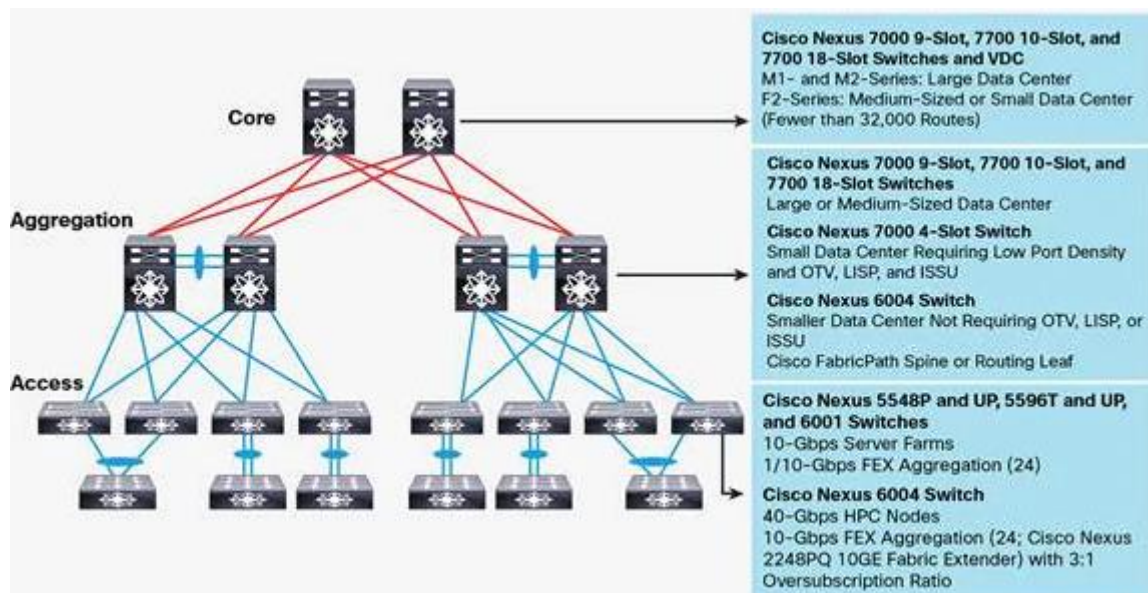 Core
Aggregation
Access
Cisco Nexus 7000 9-Slot, 7700 10-Slot, and
7700 18-Slot Switches and VDC
M1- and M2-Series: Large Data Center
F2-Series: Medium-Sized or Small Data Center
(Fewer than 32,000 Routes)
Cisco Nexus 7000 9-Slot, 7700 10-Slot, and
7700 18-Slot Switches
Large or Medium-Sized Data Center
Cisco Nexus 7000 4-Slot Switch
Small Data Center Requiring Low Port Density
and OTV, LISP, and ISSU
Cisco Nexus 6004 Switch
Smaller Data Center Not Requiring OTV, LISP, or
ISSU
Cisco FabricPath Spine or Routing Leaf
Cisco Nexus 5548P and UP, 5596T and UP,
and 6001 Switches
10-Gbps Server Farms
1/10-Gbps FEX Aggregation (24)
Cisco Nexus 6004 Switch
40-Gbps HPC Nodes
10-Gbps FEX Aggregation (24; Cisco Nexus
2248PQ 10GE Fabric Extender) with 3:1
Oversubscription Ratio